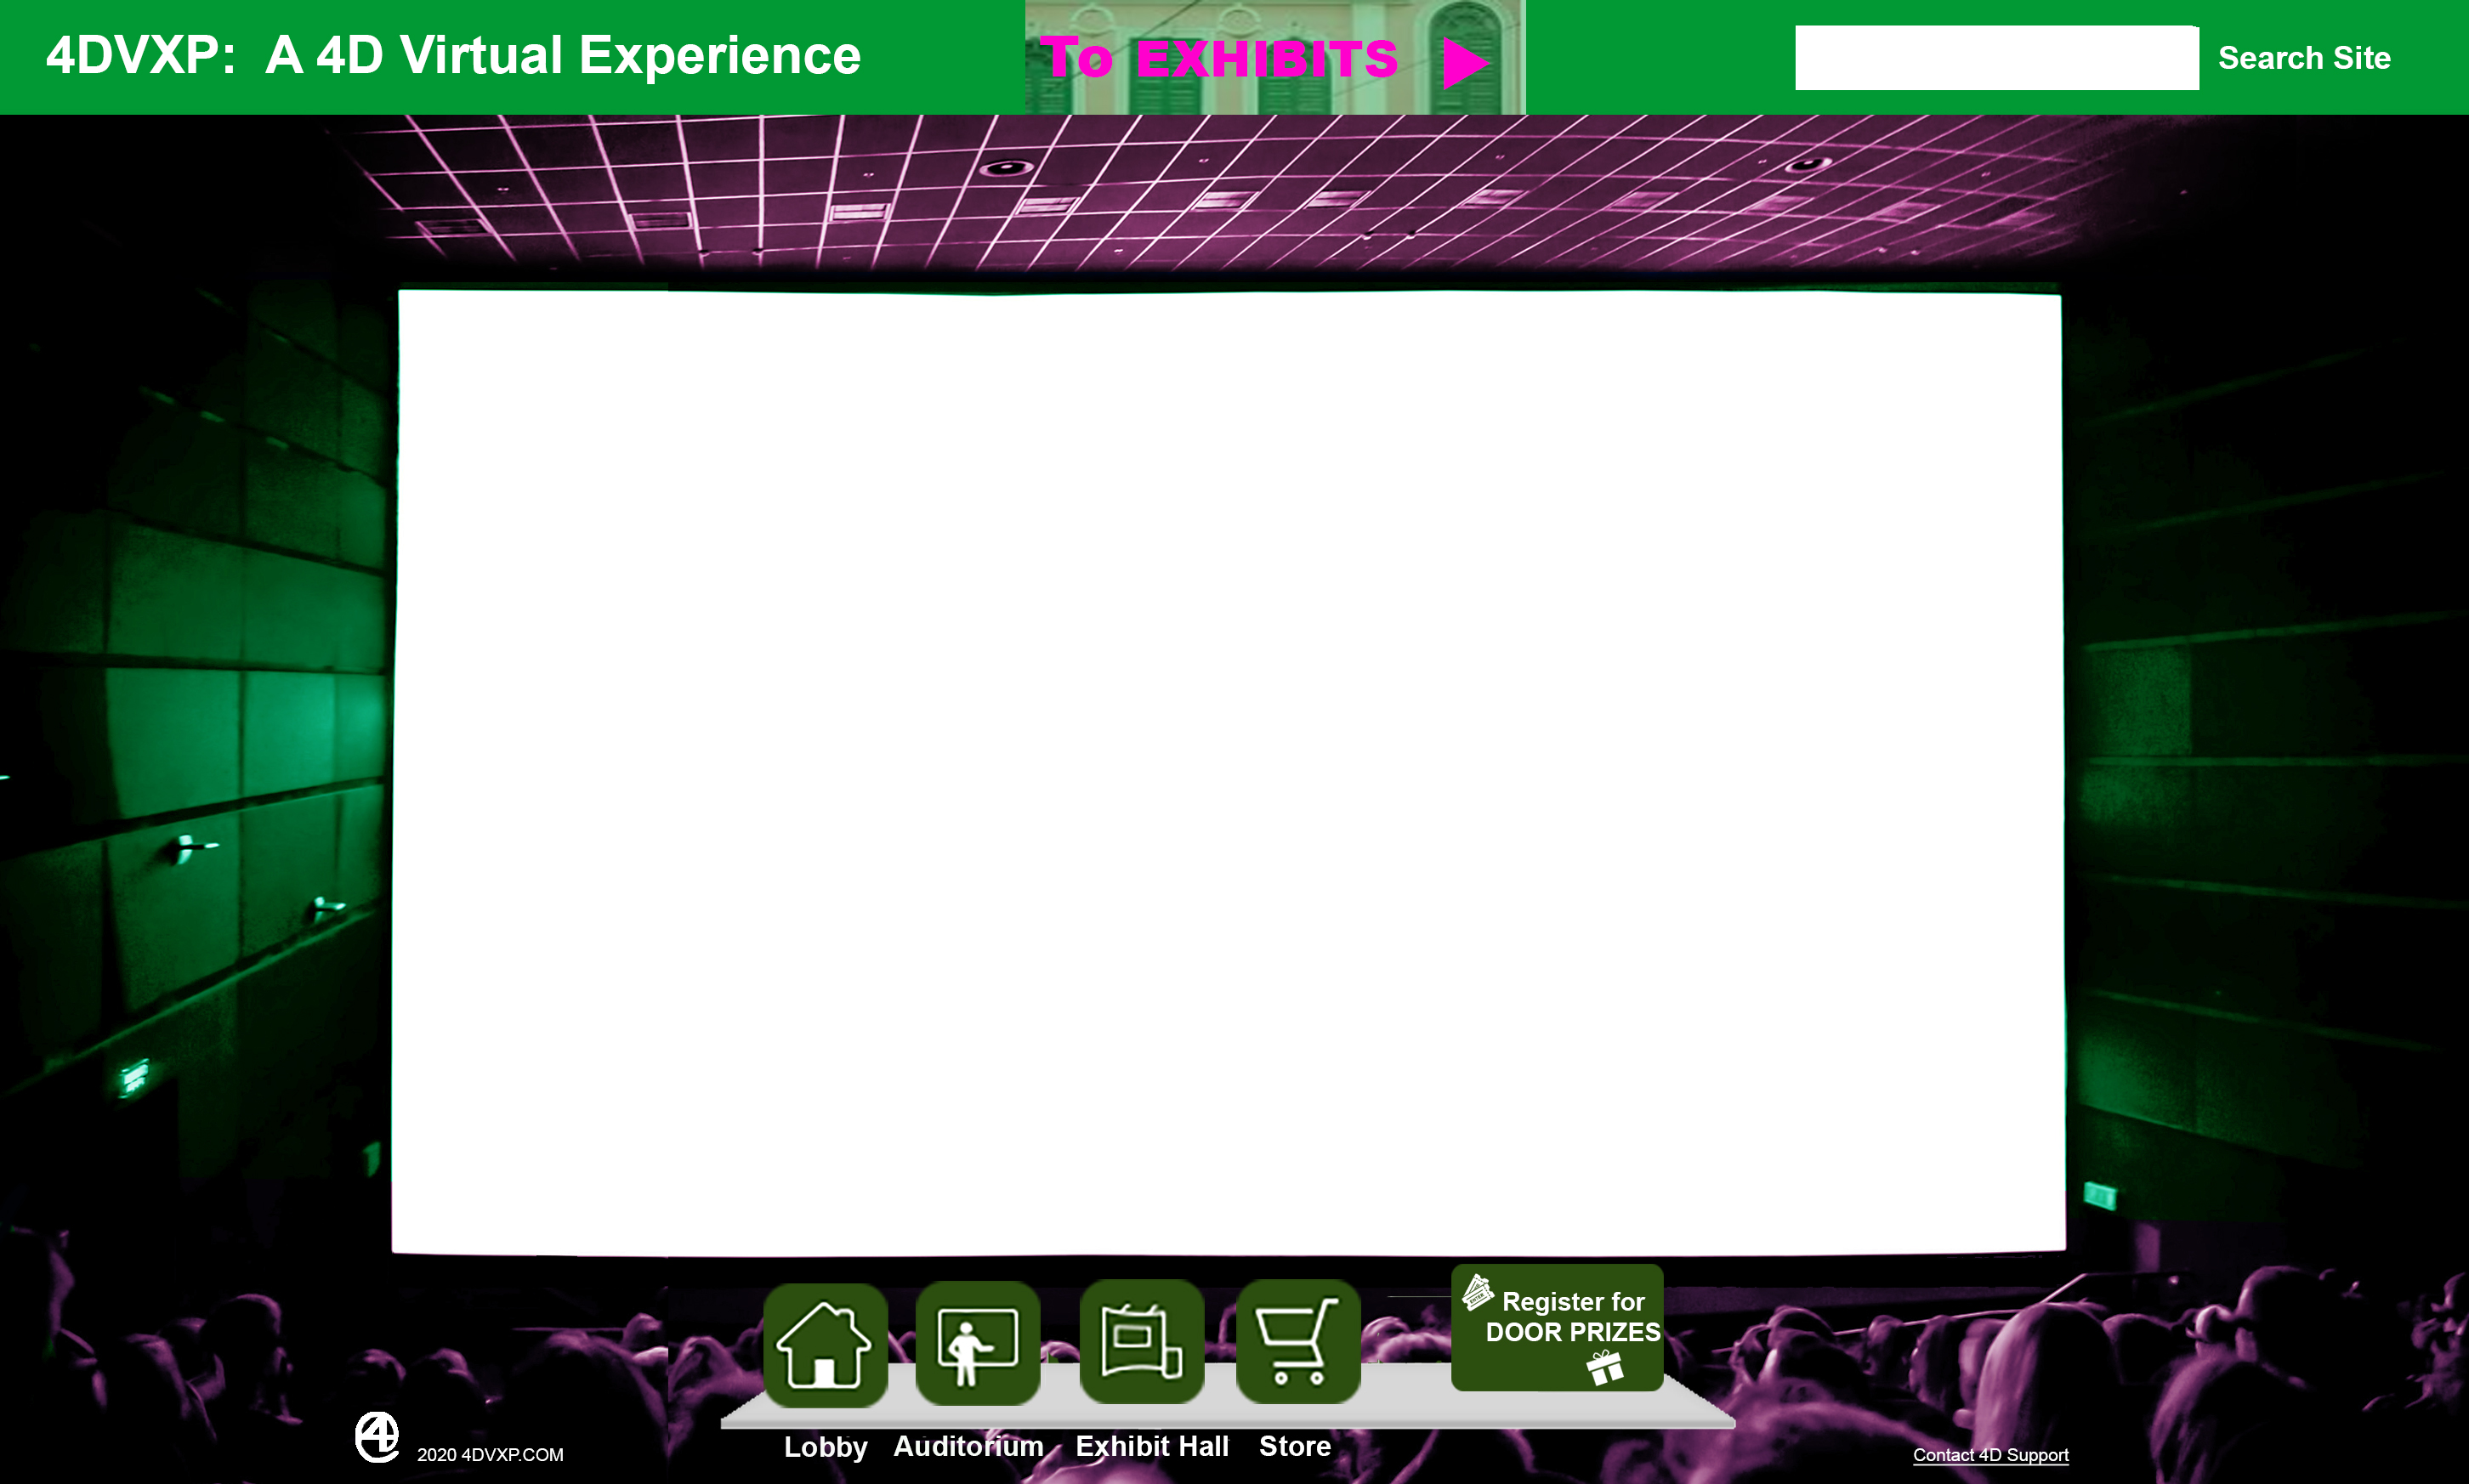 4DVXP: A 4D Virtual Experience
To EXHIBITS
Search Site
Register for
DOOR PRIZES
Lobby
Auditorium
Exhibit Hall
Store
4
2020 4DVXP.COM
Contact 4D Support